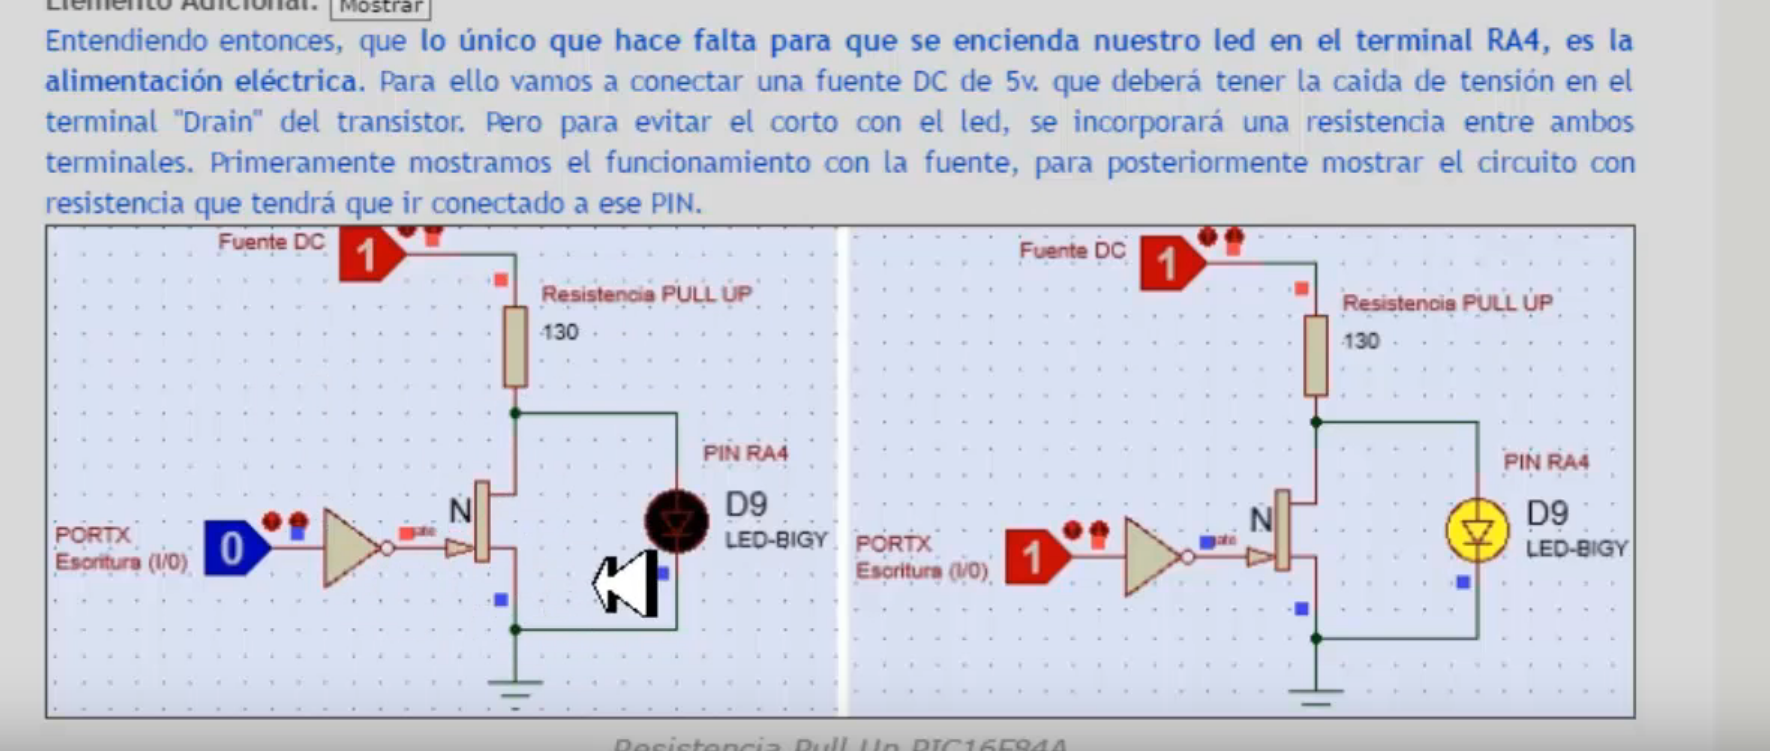 Elemento Adicional: Mostrar
Entendiendo entonces, que lo único que hace falta para que se encienda nuestro led en el terminal RA4, es la
alimentación eléctrica. Para ello vamos a conectar una fuente DC de 5v. que deberá tener la caida de tensión en el
terminal "Drain" del transistor. Pero para evitar el corto con el led, se incorporará una resistencia entre ambos
terminales. Primeramente mostramos el funcionamiento con la fuente, para posteriormente mostrar el circuito con
resistencia que tendrá que ir conectado a ese PIN.
Fuente DC 1
Resistencia PULL UP
130
PIN RA4
D9
LED-BIGY
N
PORTX
Escritura (I/0)
0
Fuente DC 1
Resistencia PULL UP
130
PIN RA4
D9
LED-BIGY
N
PORTX
Escritura (I/0)
1
Resistencia Pull Up PIC16F84A